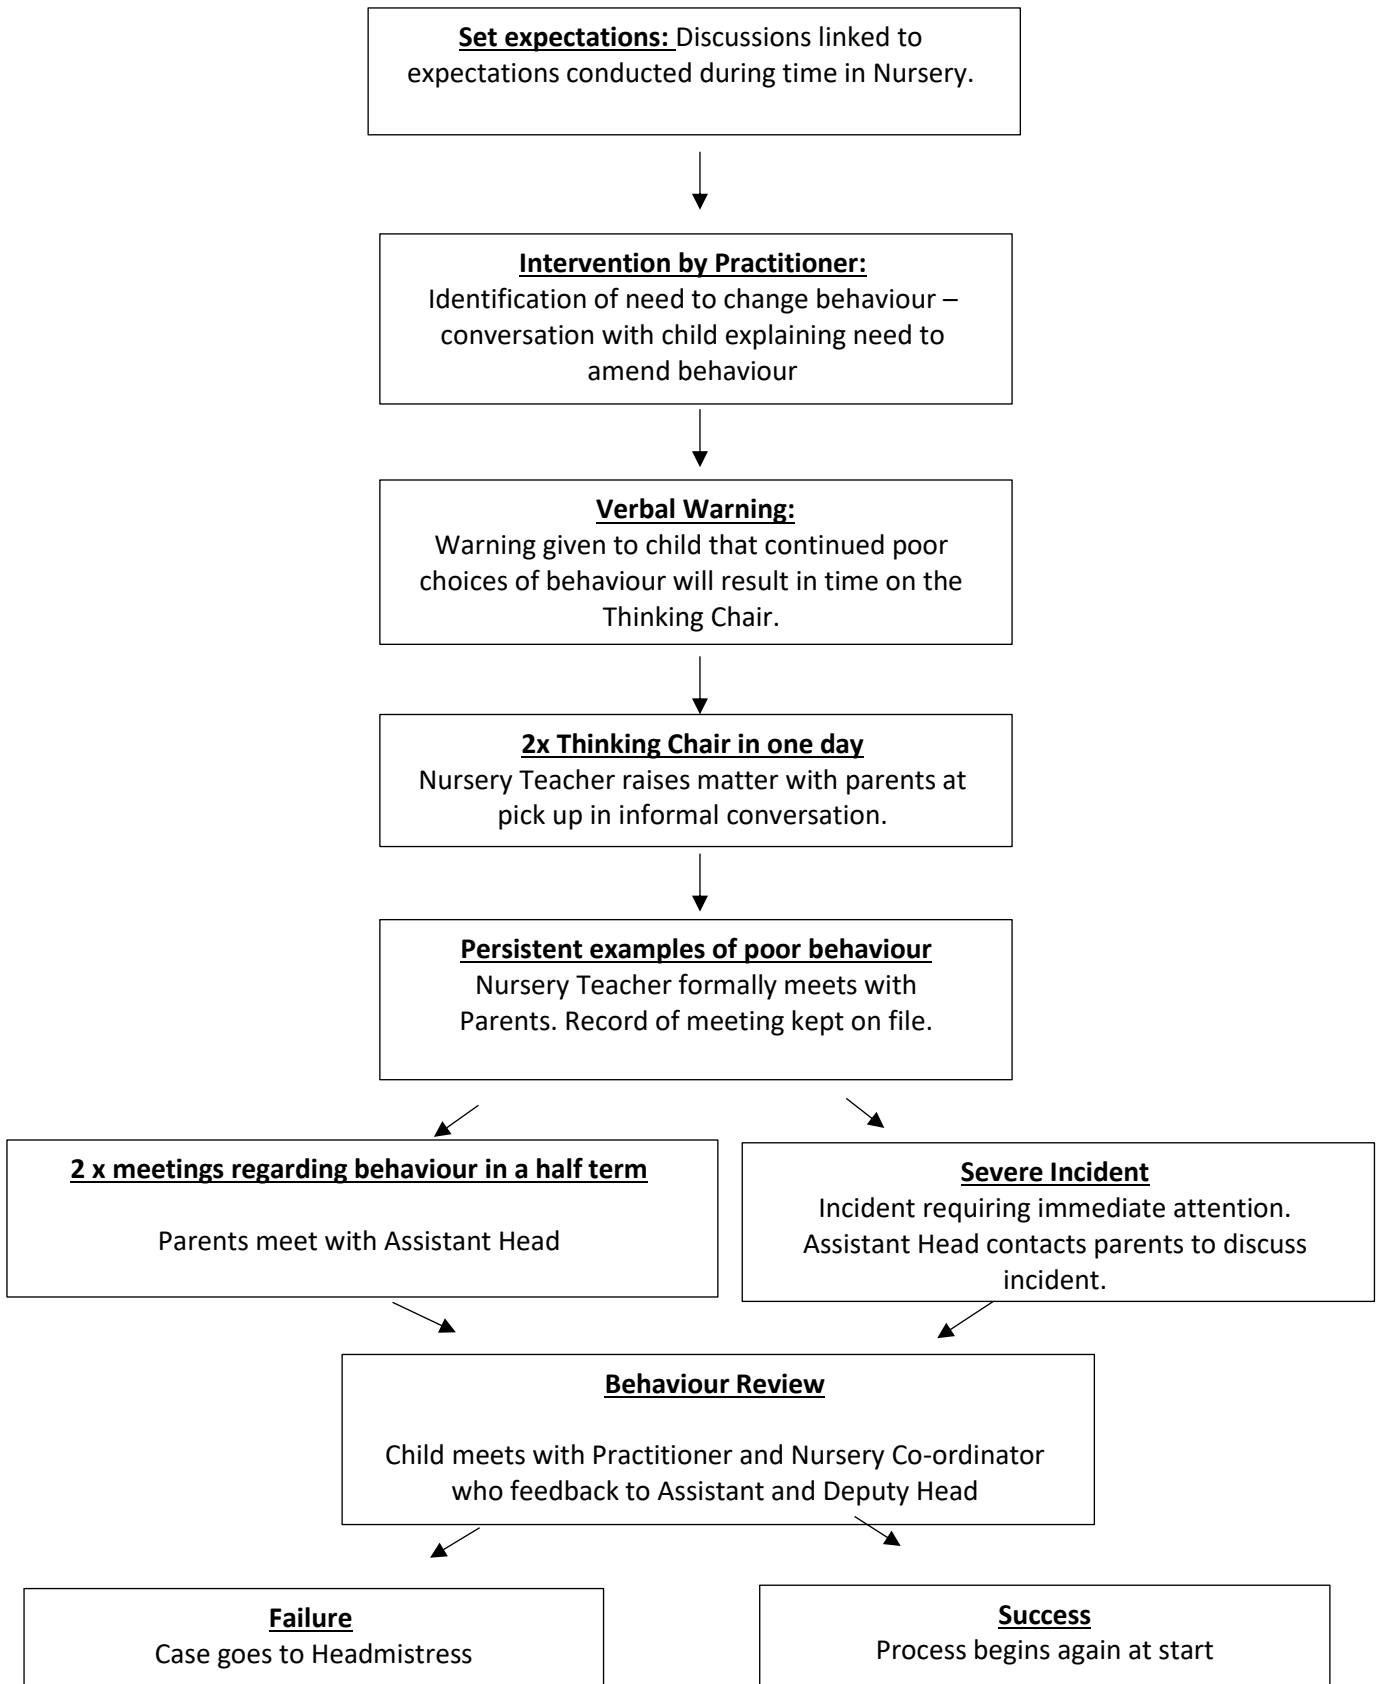 Set expectations: Discussions linked to
expectations conducted during time in Nursery.
Intervention by Practitioner:
Identification of need to change behaviour –
conversation with child explaining need to
amend behaviour
Verbal Warning:
Warning given to child that continued poor
choices of behaviour will result in time on the
Thinking Chair.
2x Thinking Chair in one day
Nursery Teacher raises matter with parents at
pick up in informal conversation.
Persistent examples of poor behaviour
Nursery Teacher formally meets with
Parents. Record of meeting kept on file.
2 x meetings regarding behaviour in a half term
Parents meet with Assistant Head
Severe Incident
Incident requiring immediate attention.
Assistant Head contacts parents to discuss
incident.
Behaviour Review
Child meets with Practitioner and Nursery Co-ordinator
who feedback to Assistant and Deputy Head
Failure
Case goes to Headmistress
Success
Process begins again at start